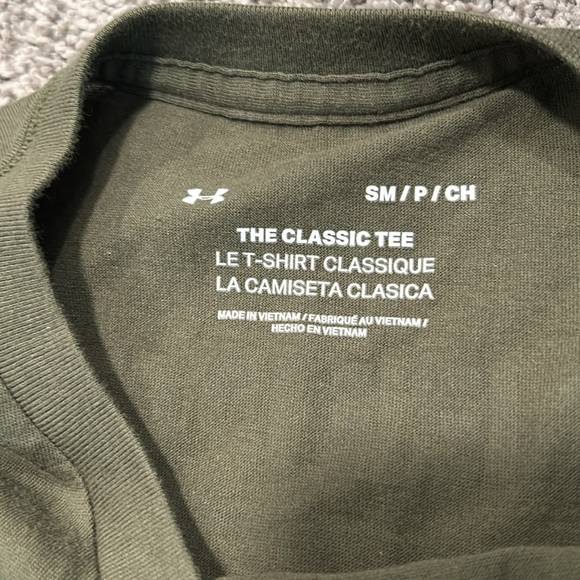 SM / P / CH
THE CLASSIC TEE
LE T-SHIRT CLASSIQUE
LA CAMISETA CLASICA
MADE IN VIETNAM / FABRIQUÉ AU VIETNAM /
HECHO EN VIETNAM